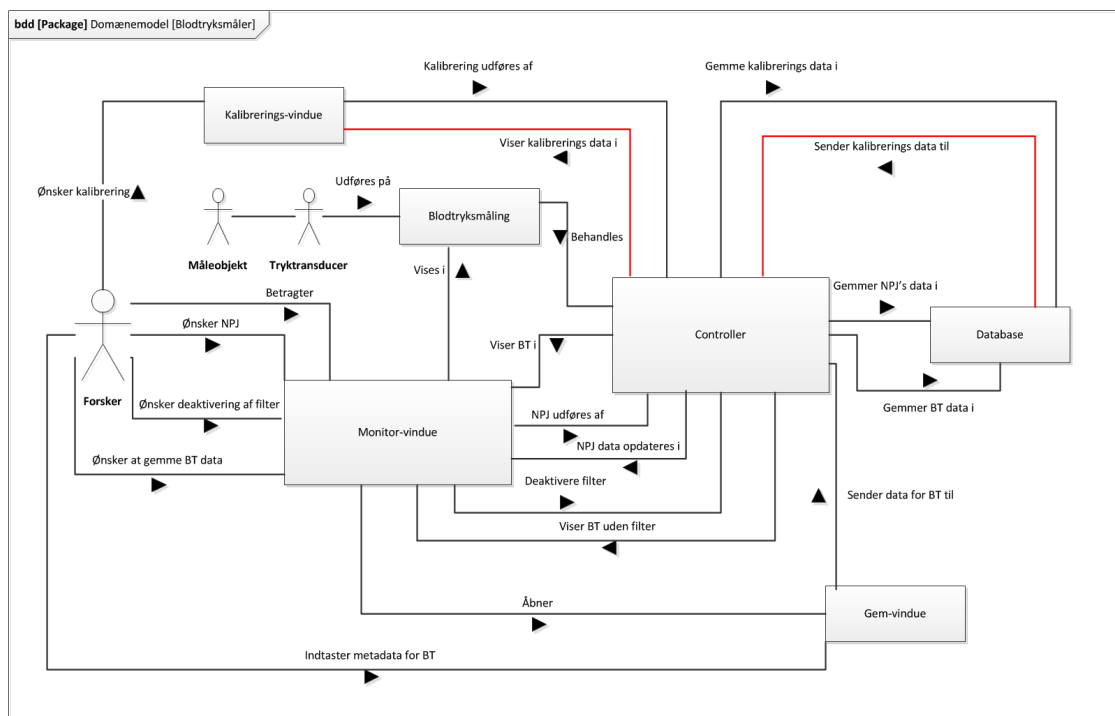 bdd [Package] Domænemodel [Blodtryksmåler]
Kalibrering udføres af
Gemme kalibrerings data i
Kalibrerings-vindue
Viser kalibrerings data i
Sender kalibrerings data til
Ønsker kalibrering
Udføres på
Blodtryksmåling
Behandles
Måleobjekt
Tryktransducer
Vises i
Betragter
Gemmer NPJ's data i
Ønsker NPJ
Viser BT i
Controller
Database
Forsker
Ønsker deaktivering af filter
Monitor-vindue
NPJ udføres af
Gemmer BT data i
NPJ data opdateres i
Ønsker at gemme BT data
Deaktivere filter
Sender data for BT til
Viser BT uden filter
Åbner
Gem-vindue
Indtaster metadata for BT